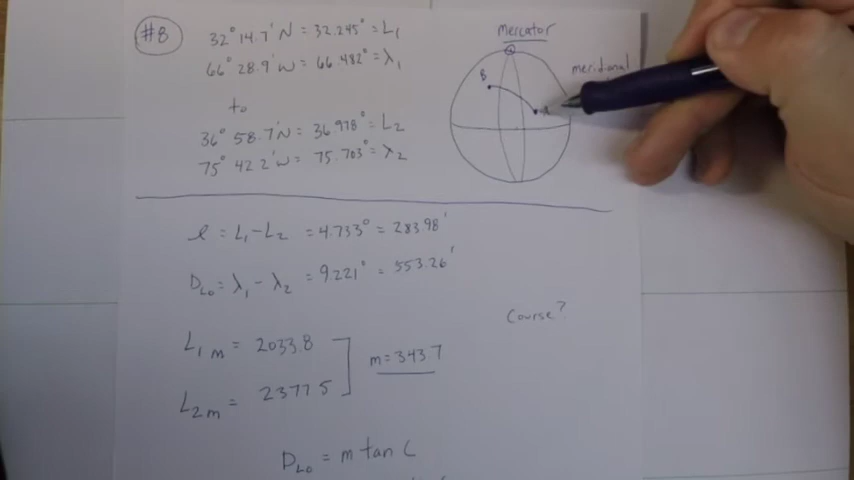 #8
32° 14.7' N = 32.245° = L₁
66° 28.9' W = 66.482° = λ₁
to
36° 58.7' N = 36.978° = L₂
75° 42.2' W = 75.703° = λ₂
mercator
meridional
B
A
l = L₁ - L₂ = 4.733° = 283.98'
D_Lo = λ₁ - λ₂ = 9.221° = 553.26'
Course?
L₁ₘ = 2033.8
m = 343.7
L₂ₘ = 2377.5
D_Lo = m tan C